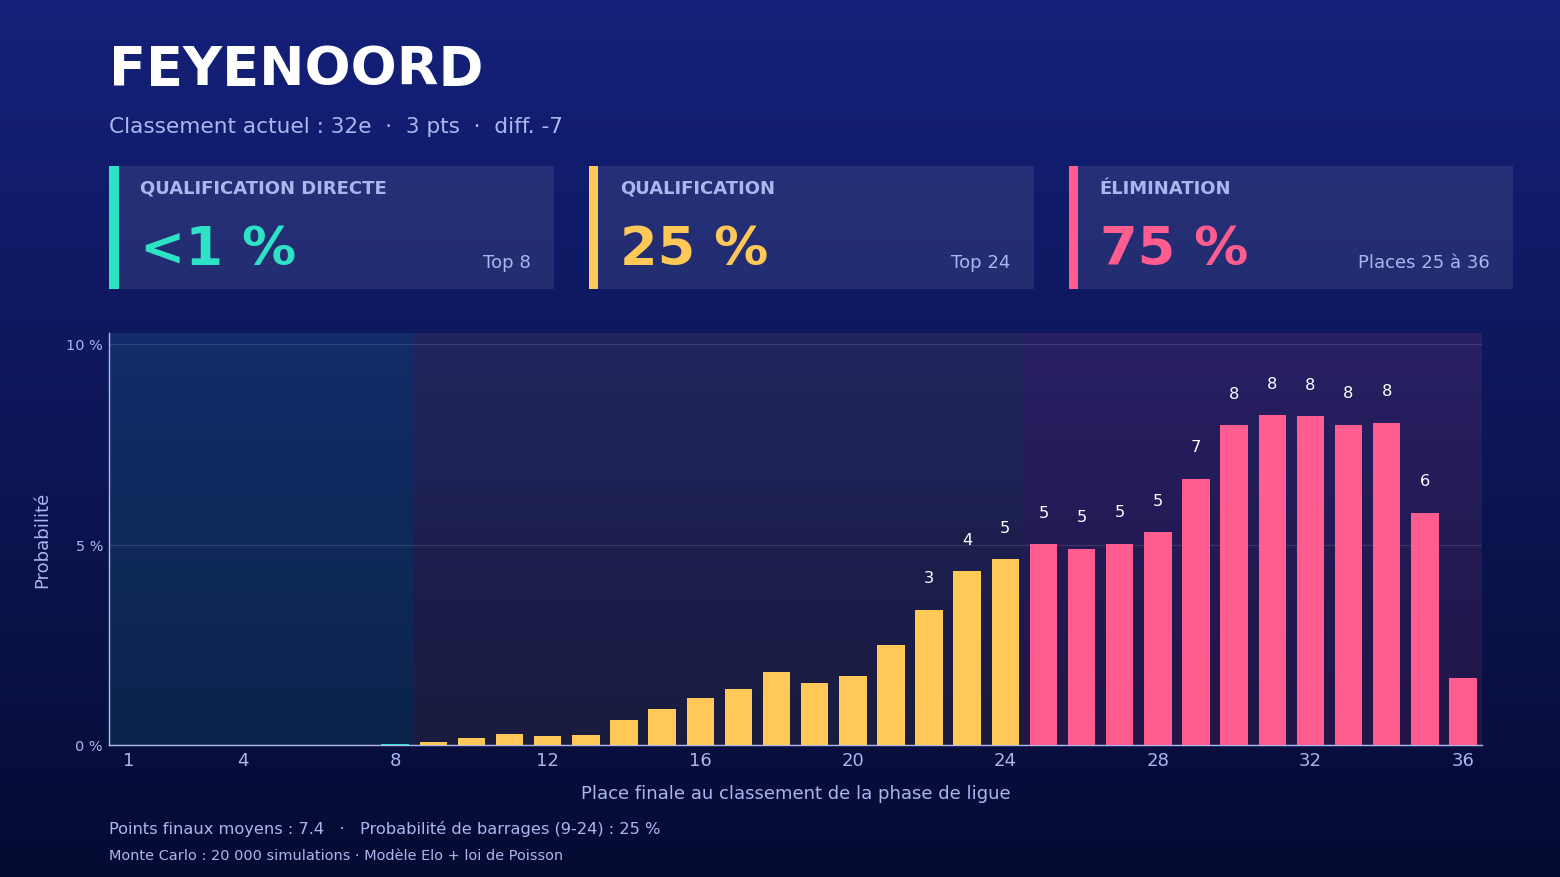 FEYENOORD
Classement actuel : 32e · 3 pts · diff. -7
QUALIFICATION DIRECTE
<1 %
Top 8
QUALIFICATION
25 %
Top 24
ÉLIMINATION
75 %
Places 25 à 36
10 %
5 %
0 %
Probabilité
3
4
5
5
5
5
5
7
8
8
8
8
8
6
1 4 8 12 16 20 24 28 32 36
Place finale au classement de la phase de ligue
Points finaux moyens : 7.4 · Probabilité de barrages (9-24) : 25 %
Monte Carlo : 20 000 simulations · Modèle Elo + loi de Poisson